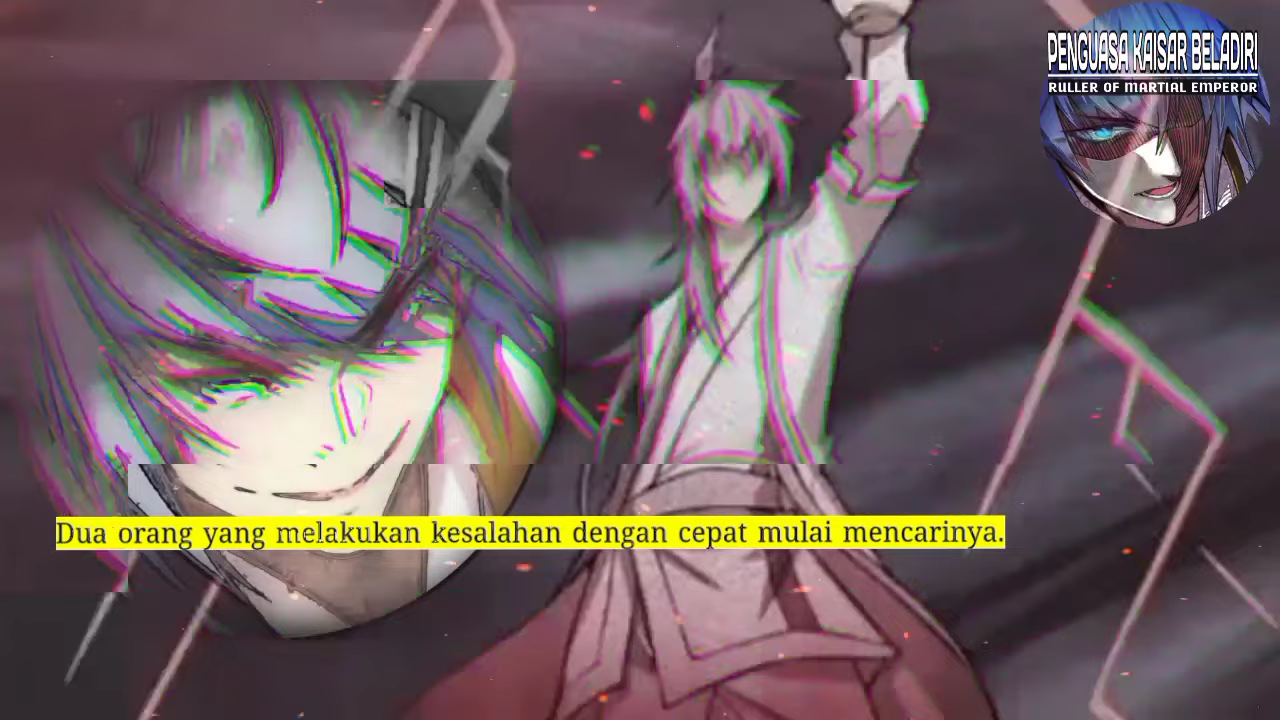 PENGUASA KAISAR BELADIRI
RULLER OF MARTIAL EMPEROR
Dua orang yang melakukan kesalahan dengan cepat mulai mencarinya.